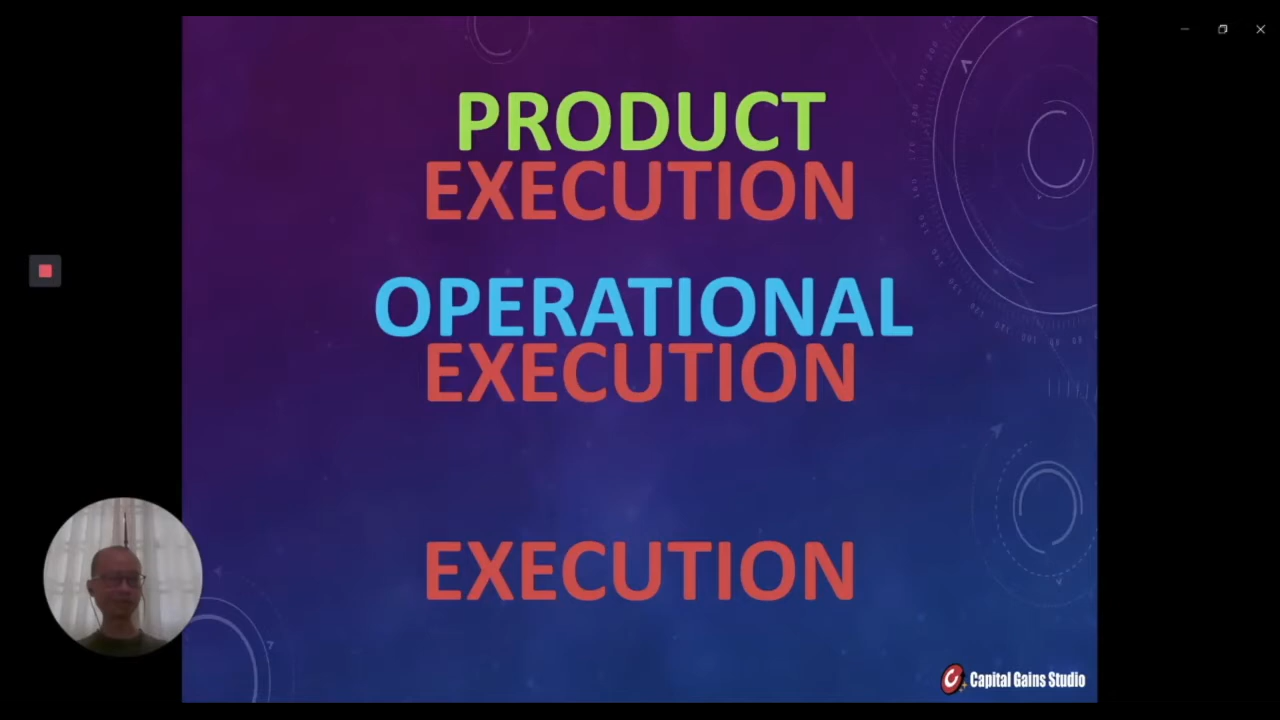 PRODUCT
EXECUTION
OPERATIONAL
EXECUTION
EXECUTION
Capital Gains Studio